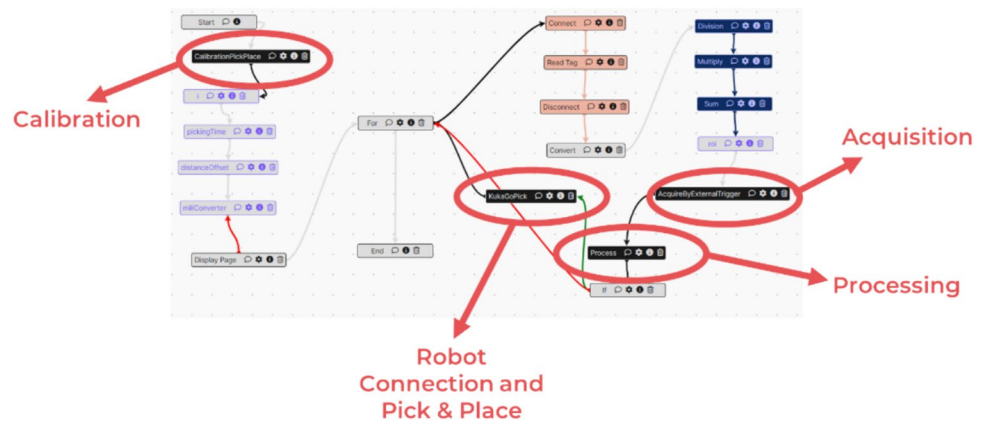 Start
CalibrationPickPlace
i
pickingTime
distanceOffset
milliConverter
Display Page
For
End
Connect
Read Tag
Disconnect
Convert
KukaGoPick
Division
Multiply
Sum
roi
AcquireByExternalTrigger
Process
If
Calibration
Acquisition
Processing
Robot
Connection and
Pick & Place